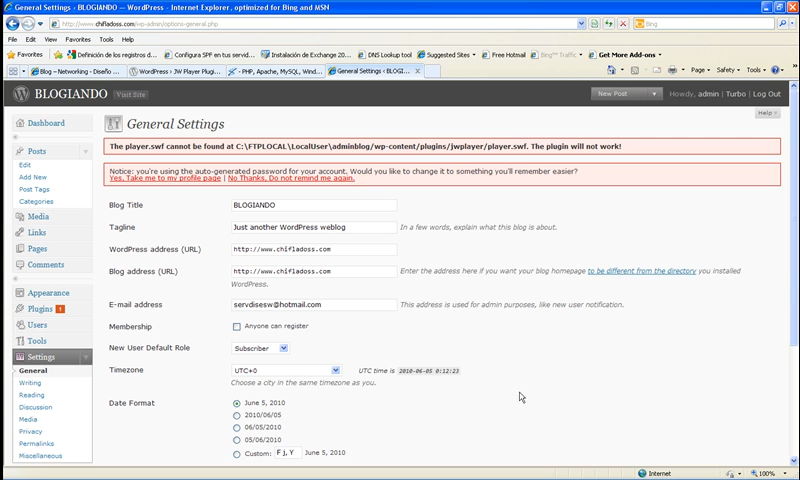 General Settings ‹ BLOGIANDO — WordPress - Internet Explorer, optimized for Bing and MSN
http://www.chifladoss.com/wp-admin/options-general.php
Bing
File Edit View Favorites Tools Help
Favorites Definición de los registros d... Configura SPF en tus servid... Instalación de Exchange 20... DNS Lookup tool Suggested Sites Free Hotmail Bing™ Traffic Get More Add-ons
Blog – Networking - Diseño ... WordPress › JW Player Plugi... - PHP, Apache, MySQL, Wind... General Settings ‹ BLOGI...
Page Safety Tools
BLOGIANDO Visit Site New Post Howdy, admin | Turbo | Log Out
Help
Dashboard
Posts
Edit
Add New
Post Tags
Categories
Media
Links
Pages
Comments
Appearance
Plugins 1
Users
Tools
Settings
General
Writing
Reading
Discussion
Media
Privacy
Permalinks
Miscellaneous
General Settings
The player.swf cannot be found at C:\FTPLOCAL\LocalUser\adminblog/wp-content/plugins/jwplayer/player.swf. The plugin will not work!
Notice: you're using the auto-generated password for your account. Would you like to change it to something you'll remember easier?
Yes, Take me to my profile page | No Thanks, Do not remind me again.
Blog Title BLOGIANDO
Tagline Just another WordPress weblog In a few words, explain what this blog is about.
WordPress address (URL) http://www.chifladoss.com
Blog address (URL) http://www.chifladoss.com Enter the address here if you want your blog homepage to be different from the directory you installed
WordPress.
E-mail address servdisesw@hotmail.com This address is used for admin purposes, like new user notification.
Membership Anyone can register
New User Default Role Subscriber
Timezone UTC+0 UTC time is 2010-06-05 0:12:23
Choose a city in the same timezone as you.
Date Format June 5, 2010
2010/06/05
06/05/2010
05/06/2010
Custom: F j, Y June 5, 2010
Internet 100%